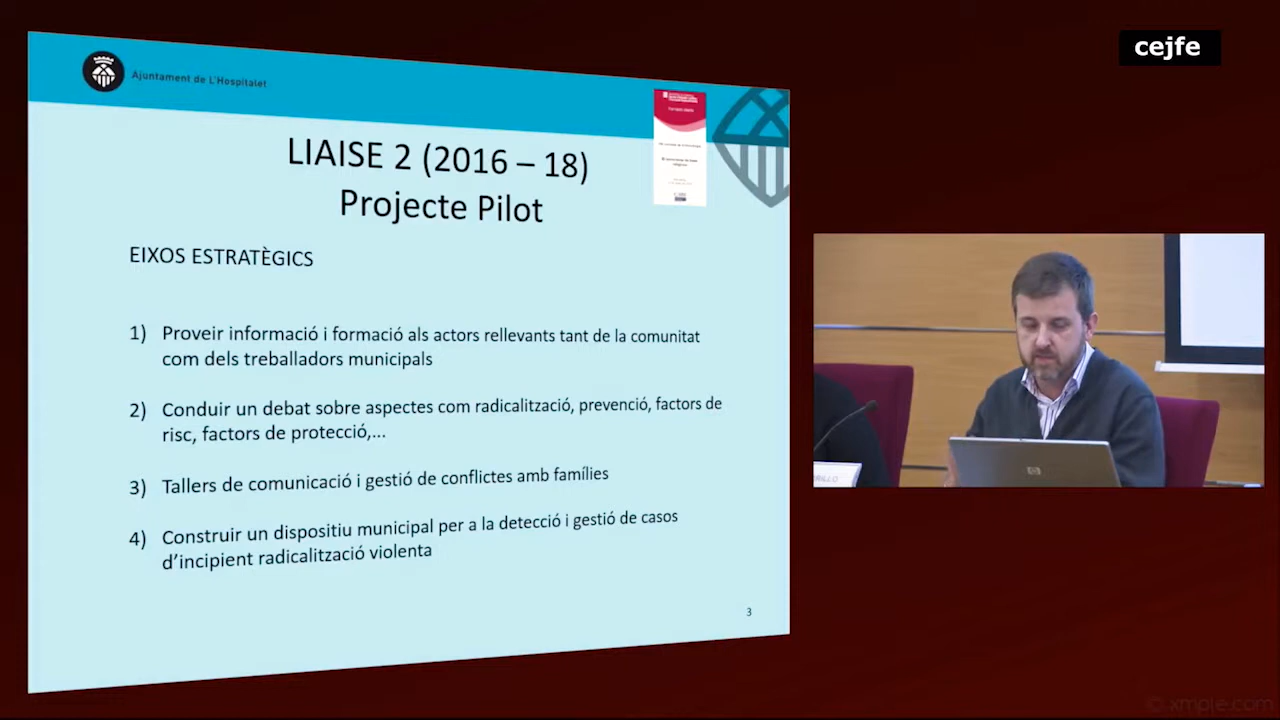 cejfe
Ajuntament de L'Hospitalet
LIAISE 2 (2016 – 18)
Projecte Pilot
EIXOS ESTRATÈGICS
1) Proveir informació i formació als actors rellevants tant de la comunitat
com dels treballadors municipals
2) Conduir un debat sobre aspectes com radicalització, prevenció, factors de
risc, factors de protecció,...
3) Tallers de comunicació i gestió de conflictes amb famílies
4) Construir un dispositiu municipal per a la detecció i gestió de casos
d'incipient radicalització violenta
3
hp
© xmple.com